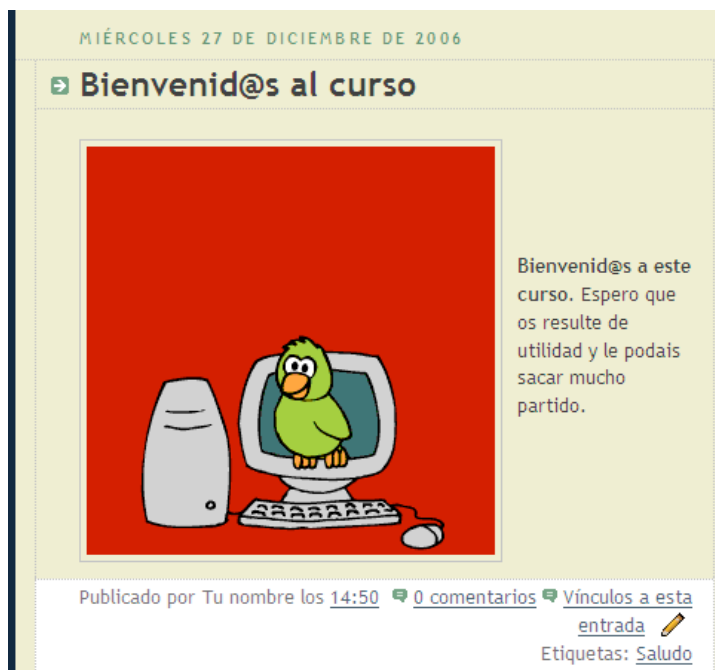 MIÉRCOLES 27 DE DICIEMBRE DE 2006
Bienvenid@s al curso
Bienvenid@s a este
curso. Espero que
os resulte de
utilidad y le podais
sacar mucho
partido.
Publicado por Tu nombre los 14:50 0 comentarios Vínculos a esta
entrada
Etiquetas: Saludo